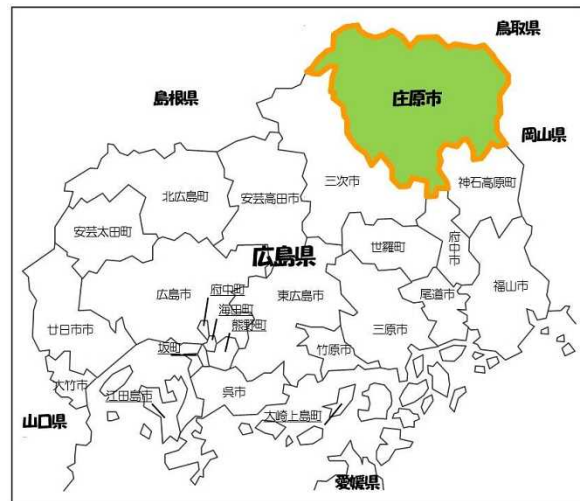 鳥取県
島根県
庄原市
岡山県
三次市
神石高原町
北広島町
安芸高田市
安芸太田町
世羅町
府中市
広島県
広島市
府中町
海田町
熊野町
東広島市
尾道市
福山市
廿日市市
三原市
坂町
竹原市
大竹市
江田島市
呉市
大崎上島町
山口県
愛媛県